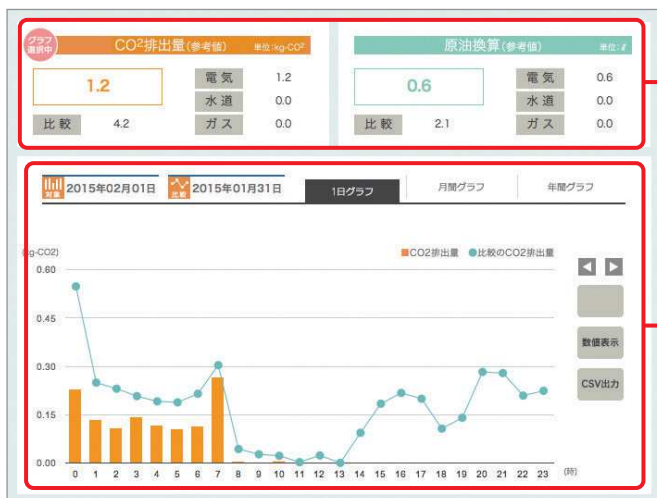 グラフ
選択中
CO2排出量(参考値) 単位:kg-CO2
1.2
電気 1.2
水道 0.0
比較 4.2 ガス 0.0
原油換算(参考値) 単位:ℓ
0.6
電気 0.6
水道 0.0
比較 2.1 ガス 0.0
対象 2015年02月01日 比較 2015年01月31日 1日グラフ 月間グラフ 年間グラフ
(kg-CO2)
CO2排出量 比較のCO2排出量
0.60
0.45
0.30
0.15
0.00
0 1 2 3 4 5 6 7 8 9 10 11 12 13 14 15 16 17 18 19 20 21 22 23 (時)
数値表示
CSV出力